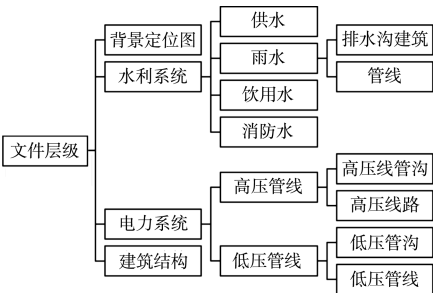 文件层级
背景定位图
水利系统
供水
雨水
排水沟建筑
管线
饮用水
消防水
电力系统
高压管线
高压线管沟
高压线路
低压管线
低压管沟
低压管线
建筑结构